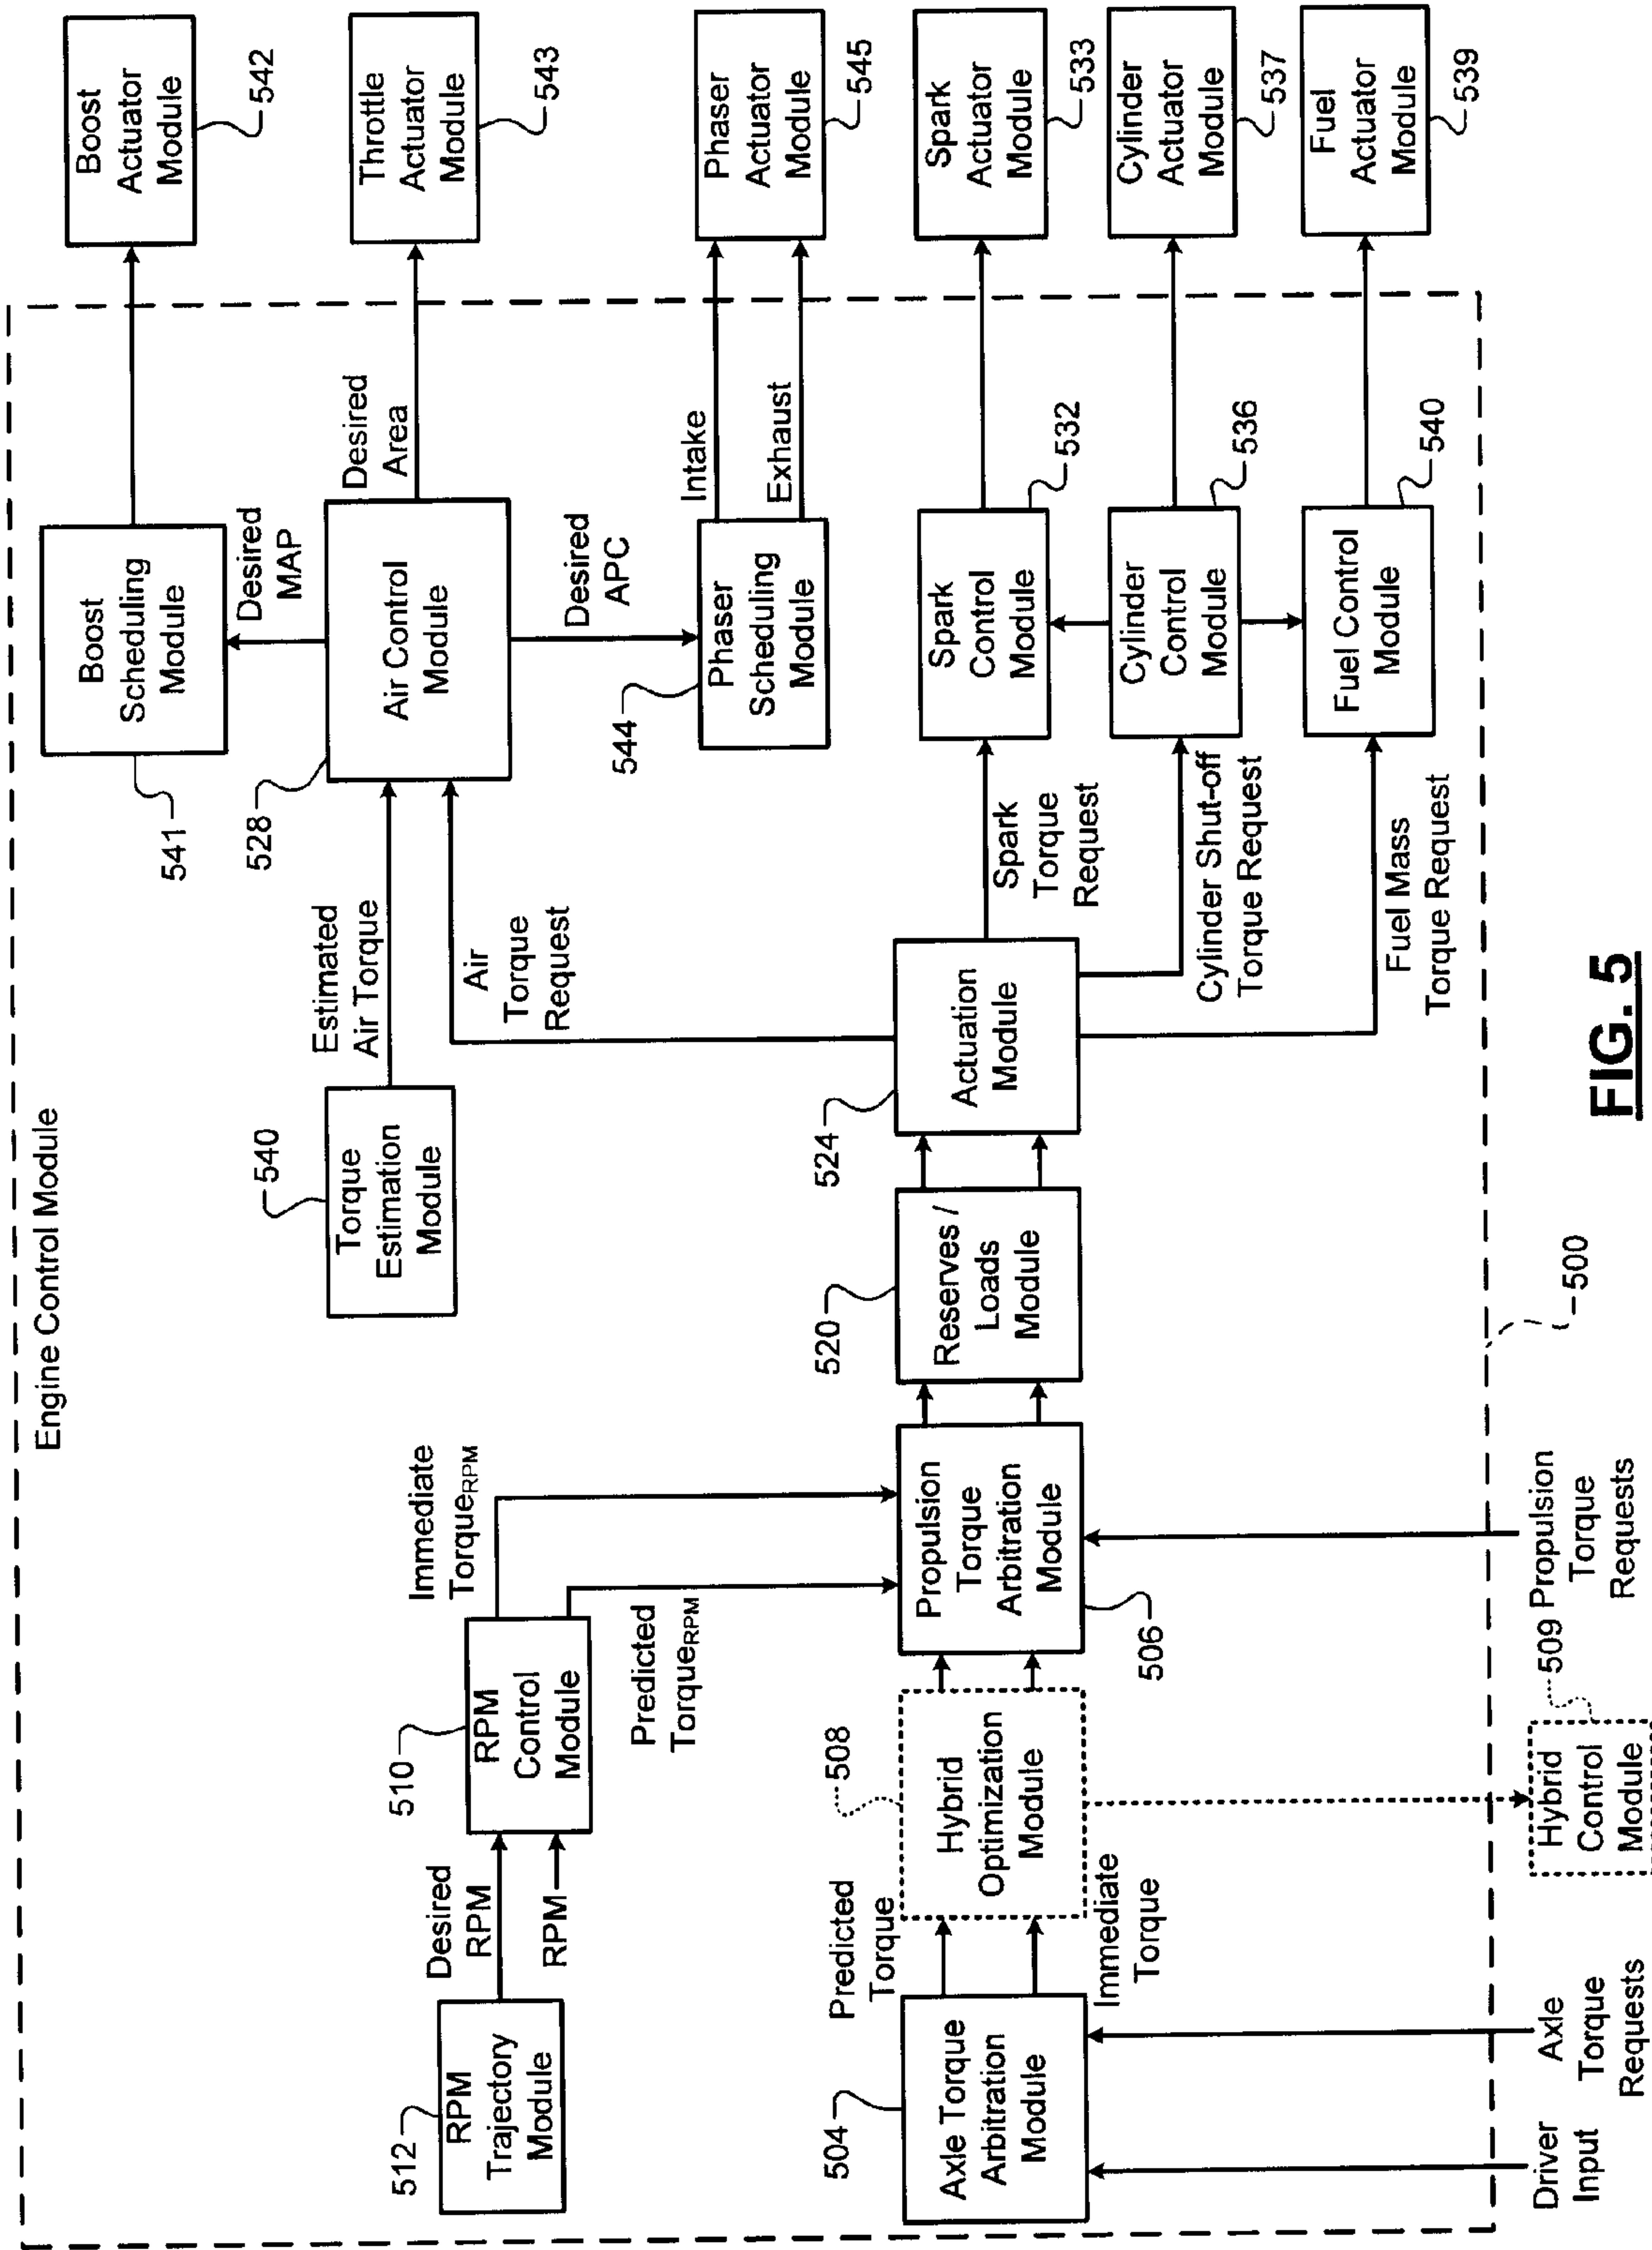 Engine Control Module
RPM
Trajectory
Module
512
Desired
RPM
RPM
RPM
Control
Module
510
Immediate
Torque RPM
Predicted
Torque RPM
Torque
Estimation
Module
540
Estimated
Air Torque
Air
Torque
Request
Boost
Scheduling
Module
541
Desired
MAP
Air Control
Module
528
Desired
Area
Desired
APC
Phaser
Scheduling
Module
544
Intake
Exhaust
Boost
Actuator
Module
542
Throttle
Actuator
Module
543
Phaser
Actuator
Module
545
Driver
Input
Axle
Torque
Requests
Axle Torque
Arbitration
Module
504
Predicted
Torque
Immediate
Torque
Hybrid
Optimization
Module
508
Hybrid
Control
Module
509
Propulsion
Torque
Requests
Propulsion
Torque
Arbitration
Module
506
Reserves /
Loads
Module
520
Actuation
Module
524
Spark
Torque
Request
Cylinder Shut-off
Torque Request
Fuel Mass
Torque Request
Spark
Control
Module
532
Cylinder
Control
Module
536
Fuel Control
Module
540
Spark
Actuator
Module
533
Cylinder
Actuator
Module
537
Fuel
Actuator
Module
539
500
FIG. 5